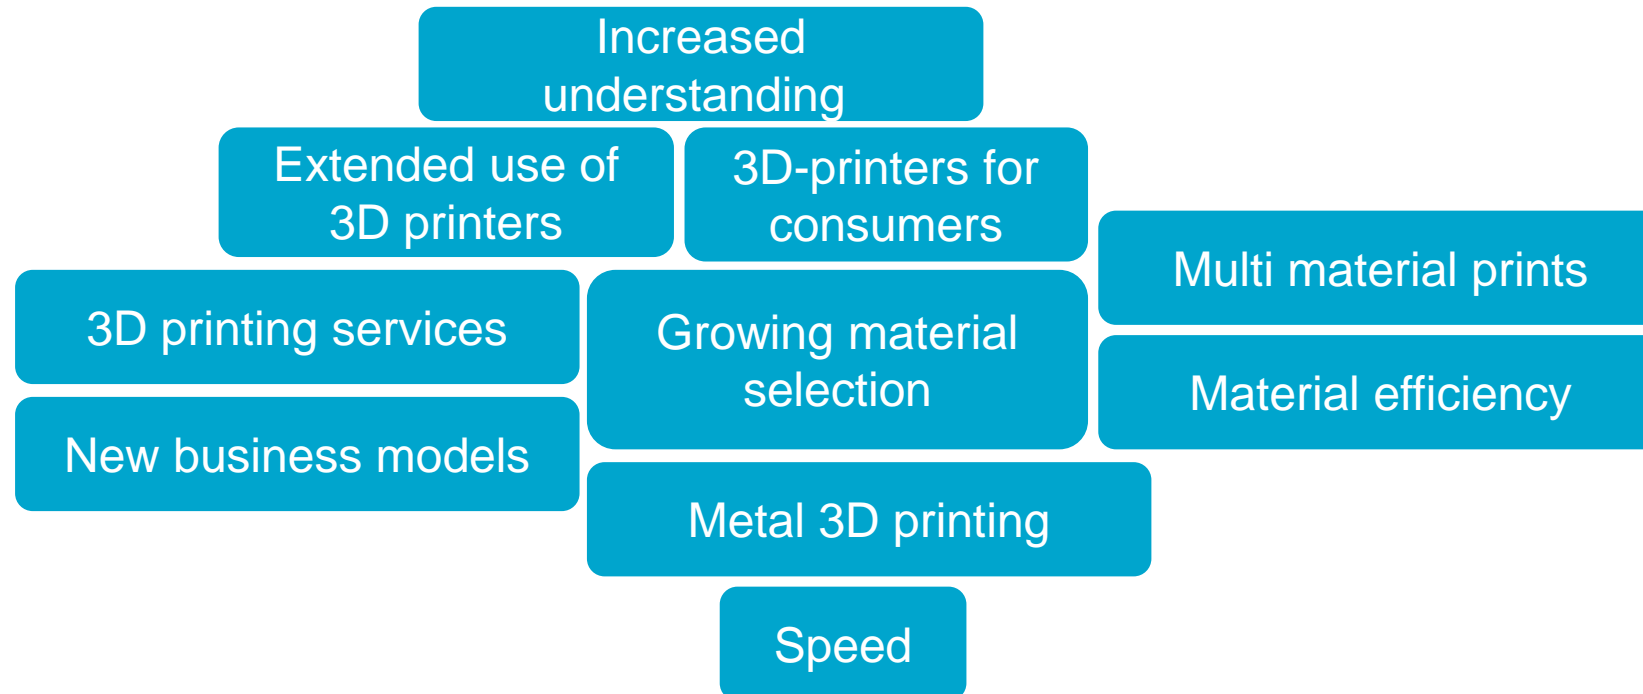 Increased
understanding
Extended use of
3D printers
3D-printers for
consumers
Multi material prints
3D printing services
Growing material
selection
Material efficiency
New business models
Metal 3D printing
Speed